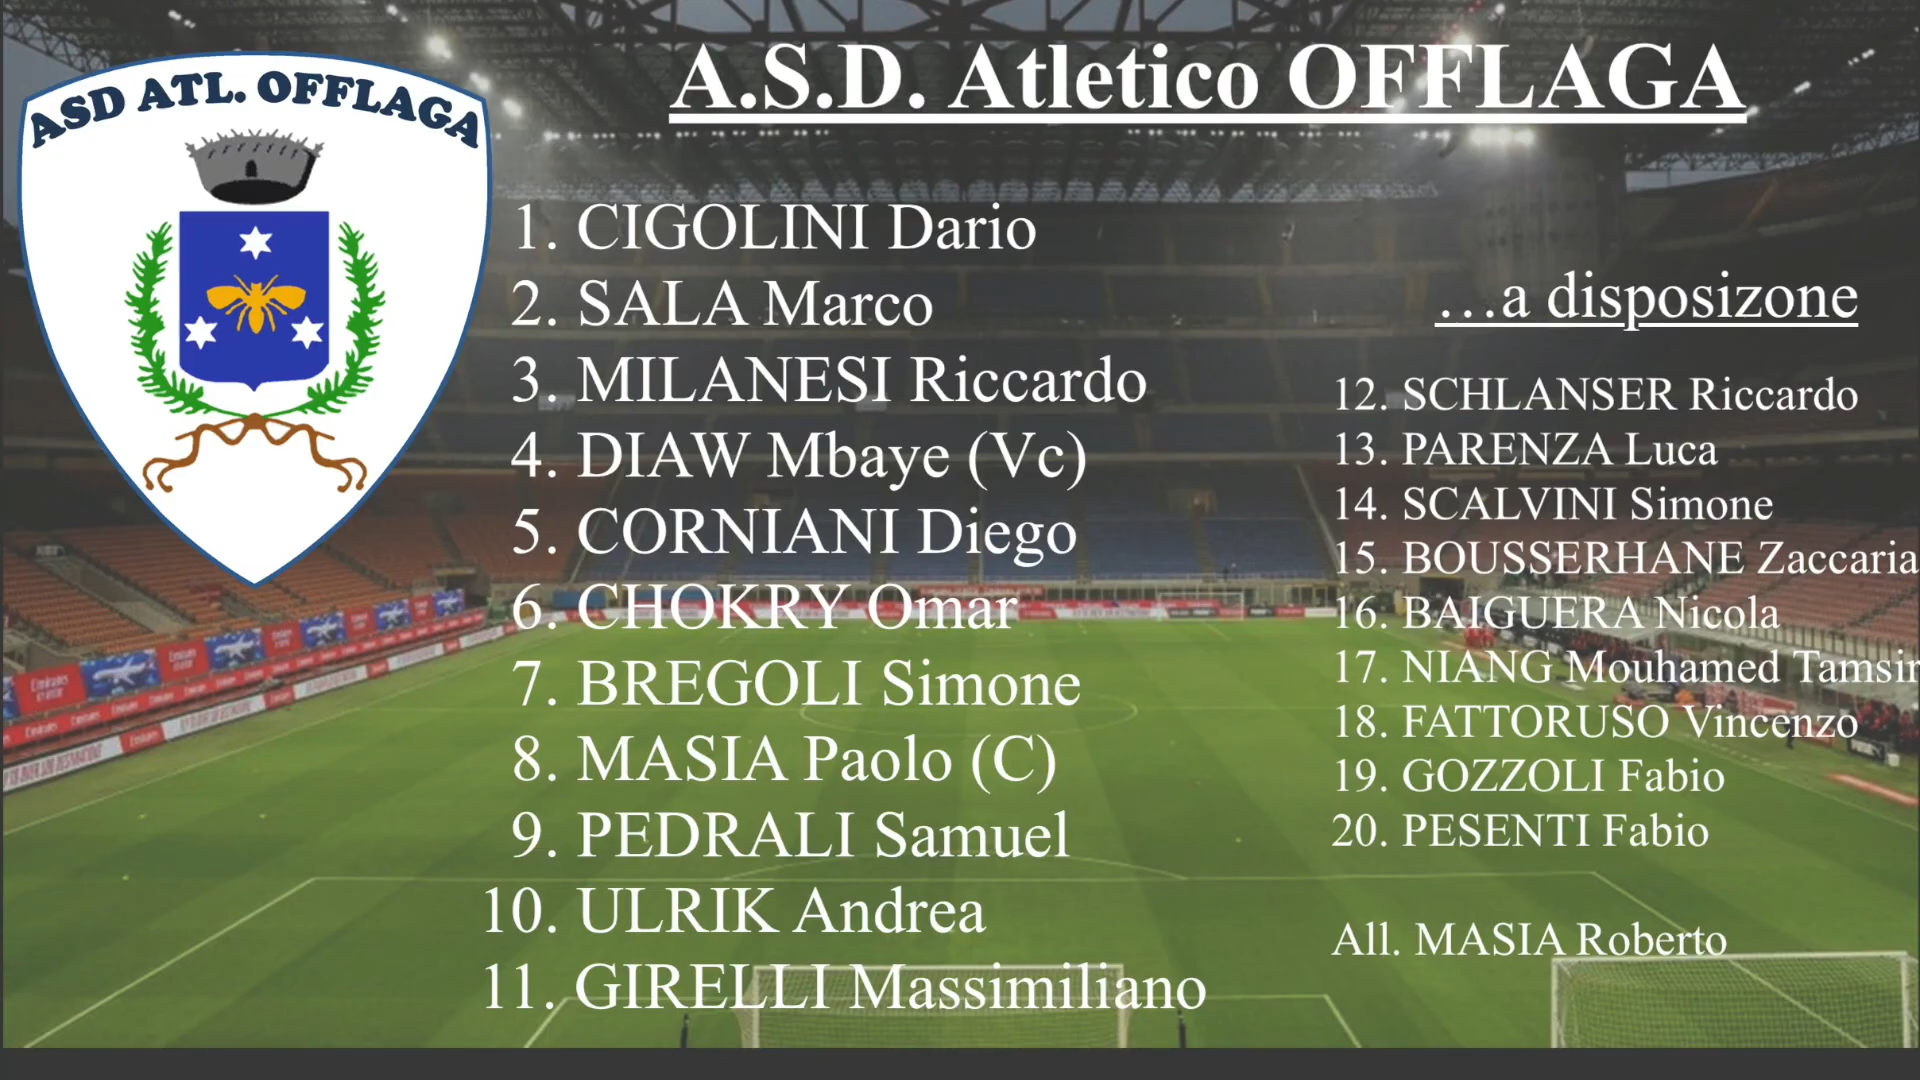 ASD ATL. OFFLAGA
A.S.D. Atletico OFFLAGA
1. CIGOLINI Dario
2. SALA Marco
3. MILANESI Riccardo
4. DIAW Mbaye (Vc)
5. CORNIANI Diego
6. CHOKRY Omar
7. BREGOLI Simone
8. MASIA Paolo (C)
9. PEDRALI Samuel
10. ULRIK Andrea
11. GIRELLI Massimiliano
…a disposizone
12. SCHLANSER Riccardo
13. PARENZA Luca
14. SCALVINI Simone
15. BOUSSERHANE Zaccaria
16. BAIGUERA Nicola
17. NIANG Mouhamed Tamsir
18. FATTORUSO Vincenzo
19. GOZZOLI Fabio
20. PESENTI Fabio
All. MASIA Roberto